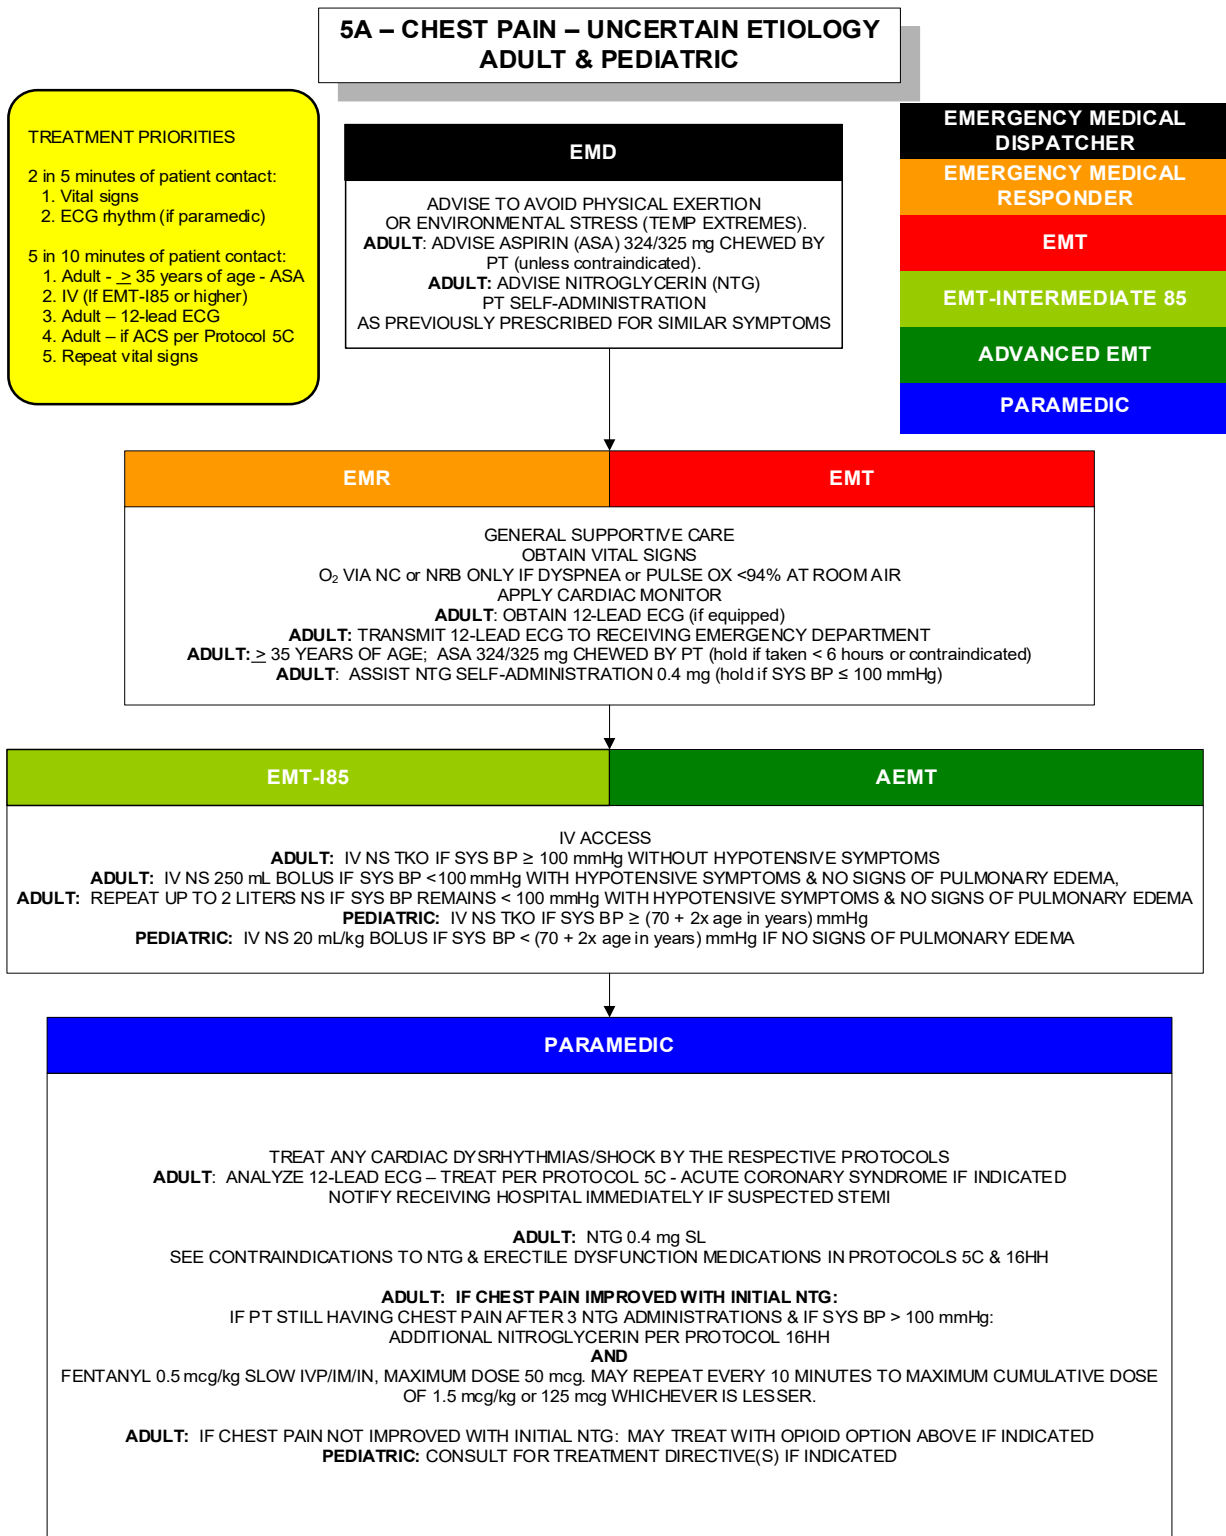 5A – CHEST PAIN – UNCERTAIN ETIOLOGY
ADULT & PEDIATRIC
TREATMENT PRIORITIES
2 in 5 minutes of patient contact:
1. Vital signs
2. ECG rhythm (if paramedic)
5 in 10 minutes of patient contact:
1. Adult - ≥ 35 years of age - ASA
2. IV (If EMT-I85 or higher)
3. Adult – 12-lead ECG
4. Adult – if ACS per Protocol 5C
5. Repeat vital signs
EMD
ADVISE TO AVOID PHYSICAL EXERTION
OR ENVIRONMENTAL STRESS (TEMP EXTREMES).
ADULT: ADVISE ASPIRIN (ASA) 324/325 mg CHEWED BY
PT (unless contraindicated).
ADULT: ADVISE NITROGLYCERIN (NTG)
PT SELF-ADMINISTRATION
AS PREVIOUSLY PRESCRIBED FOR SIMILAR SYMPTOMS
EMERGENCY MEDICAL
DISPATCHER
EMERGENCY MEDICAL
RESPONDER
EMT
EMT-INTERMEDIATE 85
ADVANCED EMT
PARAMEDIC
EMR
EMT
GENERAL SUPPORTIVE CARE
OBTAIN VITAL SIGNS
O₂ VIA NC or NRB ONLY IF DYSPNEA or PULSE OX <94% AT ROOM AIR
APPLY CARDIAC MONITOR
ADULT: OBTAIN 12-LEAD ECG (if equipped)
ADULT: TRANSMIT 12-LEAD ECG TO RECEIVING EMERGENCY DEPARTMENT
ADULT: ≥ 35 YEARS OF AGE; ASA 324/325 mg CHEWED BY PT (hold if taken < 6 hours or contraindicated)
ADULT: ASSIST NTG SELF-ADMINISTRATION 0.4 mg (hold if SYS BP ≤ 100 mmHg)
EMT-I85
AEMT
IV ACCESS
ADULT: IV NS TKO IF SYS BP ≥ 100 mmHg WITHOUT HYPOTENSIVE SYMPTOMS
ADULT: IV NS 250 mL BOLUS IF SYS BP <100 mmHg WITH HYPOTENSIVE SYMPTOMS & NO SIGNS OF PULMONARY EDEMA,
ADULT: REPEAT UP TO 2 LITERS NS IF SYS BP REMAINS < 100 mmHg WITH HYPOTENSIVE SYMPTOMS & NO SIGNS OF PULMONARY EDEMA
PEDIATRIC: IV NS TKO IF SYS BP ≥ (70 + 2x age in years) mmHg
PEDIATRIC: IV NS 20 mL/kg BOLUS IF SYS BP < (70 + 2x age in years) mmHg IF NO SIGNS OF PULMONARY EDEMA
PARAMEDIC
TREAT ANY CARDIAC DYSRHYTHMIAS/SHOCK BY THE RESPECTIVE PROTOCOLS
ADULT: ANALYZE 12-LEAD ECG – TREAT PER PROTOCOL 5C - ACUTE CORONARY SYNDROME IF INDICATED
NOTIFY RECEIVING HOSPITAL IMMEDIATELY IF SUSPECTED STEMI
ADULT: NTG 0.4 mg SL
SEE CONTRAINDICATIONS TO NTG & ERECTILE DYSFUNCTION MEDICATIONS IN PROTOCOLS 5C & 16HH
ADULT: IF CHEST PAIN IMPROVED WITH INITIAL NTG:
IF PT STILL HAVING CHEST PAIN AFTER 3 NTG ADMINISTRATIONS & IF SYS BP > 100 mmHg:
ADDITIONAL NITROGLYCERIN PER PROTOCOL 16HH
AND
FENTANYL 0.5 mcg/kg SLOW IVP/IM/IN, MAXIMUM DOSE 50 mcg. MAY REPEAT EVERY 10 MINUTES TO MAXIMUM CUMULATIVE DOSE
OF 1.5 mcg/kg or 125 mcg WHICHEVER IS LESSER.
ADULT: IF CHEST PAIN NOT IMPROVED WITH INITIAL NTG: MAY TREAT WITH OPIOID OPTION ABOVE IF INDICATED
PEDIATRIC: CONSULT FOR TREATMENT DIRECTIVE(S) IF INDICATED